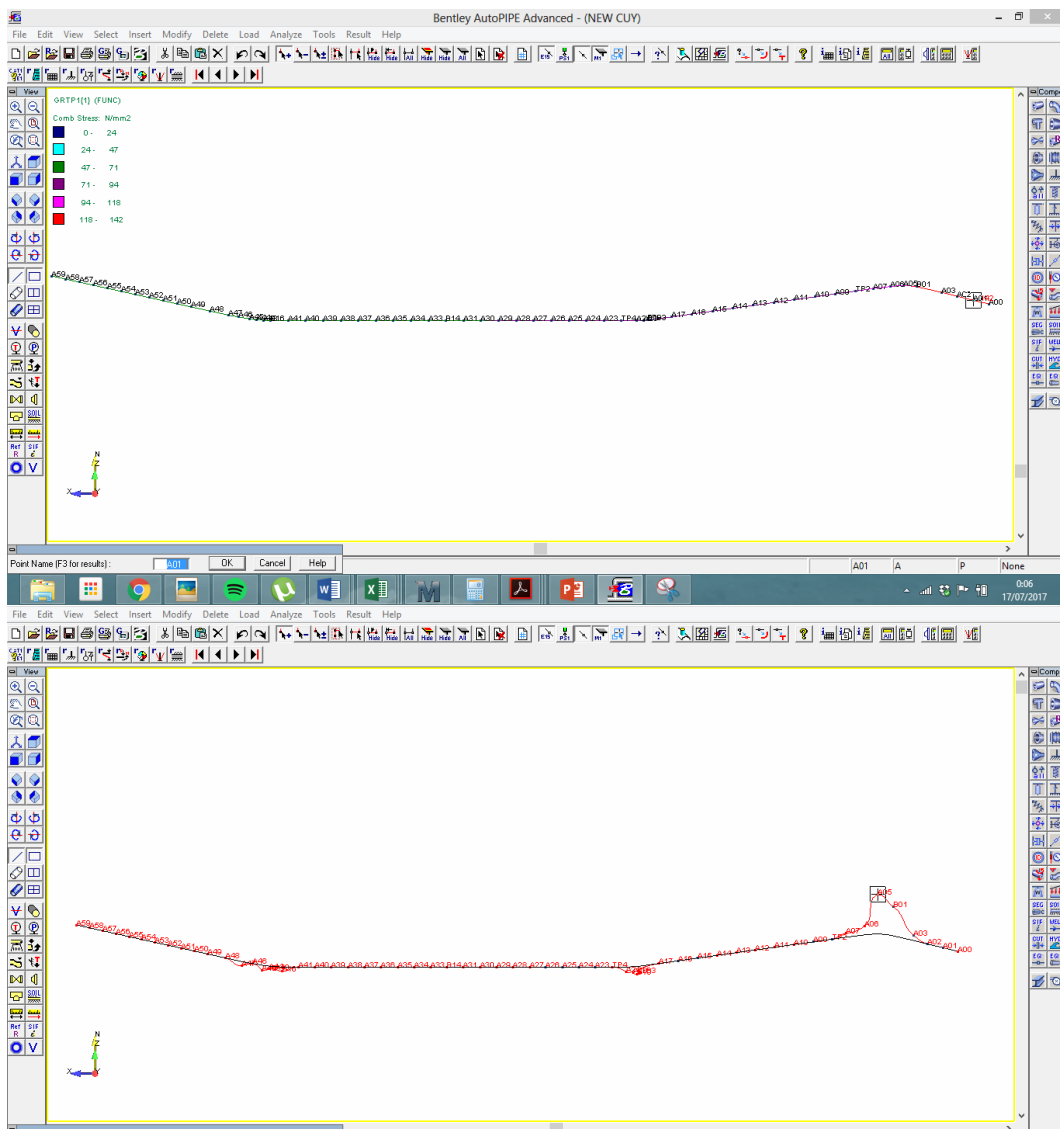 Bentley AutoPIPE Advanced - (NEW CUY)
File Edit View Select Insert Modify Delete Load Analyze Tools Result Help
View
Compo
GRTP1{1} (FUNC)
Comb Stress: N/mm2
0 - 24
24 - 47
47 - 71
71 - 94
94 - 118
118 - 142
A59 A58 A57 A56 A55 A54 A53 A52 A51 A50 A49 A48 A47 A46
A41 A40 A39 A38 A37 A36 A35 A34 A33 B14 A31 A30 A29 A28 A27 A26 A25 A24 A23 TP4
A17 A16 A15 A14 A13 A12 A11 A10 A09 TP2 A07 A06 A05 B01 A03 A00
N
Z
X
Point Name (F3 for results) :
A01
OK
Cancel
Help
A01
A
P
None
0:06
17/07/2017
File Edit View Select Insert Modify Delete Load Analyze Tools Result Help
View
Compo
A05
B01
A59 A58 A57 A56 A55 A54 A53 A52 A51 A50 A49 A48
A41 A40 A39 A38 A37 A36 A35 A34 A33 B14 A31 A30 A29 A28 A27 A26 A25 A24 A23 TP4
A17 A16 A15 A14 A13 A12 A11 A10 A09 TP2 A07 A06 A03 A02 A01 A00
N
Z
X